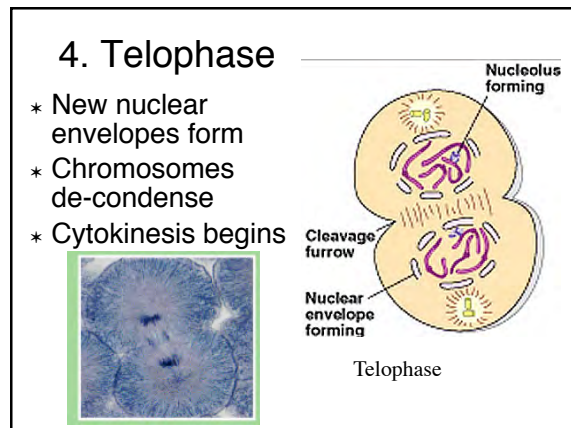 4. Telophase
* New nuclear
envelopes form
* Chromosomes
de-condense
* Cytokinesis begins
Nucleolus
forming
Cleavage
furrow
Nuclear
envelope
forming
Telophase